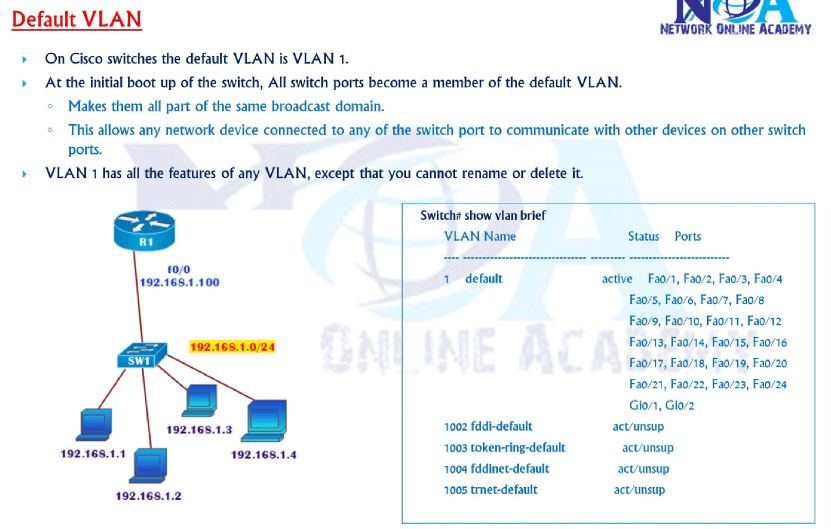 Default VLAN
NETWORK ONLINE ACADEMY
On Cisco switches the default VLAN is VLAN 1.
At the initial boot up of the switch, All switch ports become a member of the default VLAN.
Makes them all part of the same broadcast domain.
This allows any network device connected to any of the switch port to communicate with other devices on other switch
ports.
VLAN 1 has all the features of any VLAN, except that you cannot rename or delete it.
R1
f0/0
192.168.1.100
192.168.1.0/24
SW1
192.168.1.3
192.168.1.1
192.168.1.4
192.168.1.2
Switch# show vlan brief
VLAN Name Status Ports
---- -------------------------------- --------- -------------------------
1 default active Fa0/1, Fa0/2, Fa0/3, Fa0/4
Fa0/5, Fa0/6, Fa0/7, Fa0/8
Fa0/9, Fa0/10, Fa0/11, Fa0/12
Fa0/13, Fa0/14, Fa0/15, Fa0/16
Fa0/17, Fa0/18, Fa0/19, Fa0/20
Fa0/21, Fa0/22, Fa0/23, Fa0/24
Gi0/1, Gi0/2
1002 fddi-default act/unsup
1003 token-ring-default act/unsup
1004 fddinet-default act/unsup
1005 trnet-default act/unsup
ONLINE ACADEMY